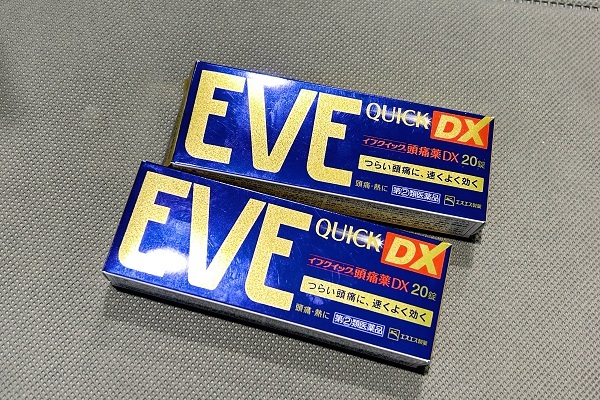 EVE
QUICK DX
イブクイック頭痛薬DX 20錠
つらい頭痛に、速くよく効く
頭痛・熱に 指定②類医薬品 エスエス製薬
EVE
QUICK DX
イブクイック頭痛薬DX 20錠
つらい頭痛に、速くよく効く
頭痛・熱に 指定②類医薬品 エスエス製薬